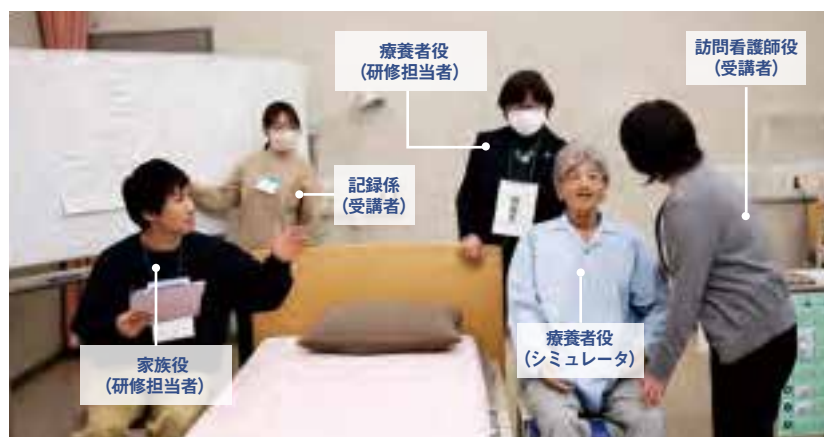 療養者役
（研修担当者）
訪問看護師役
（受講者）
記録係
（受講者）
家族役
（研修担当者）
療養者役
（シミュレータ）